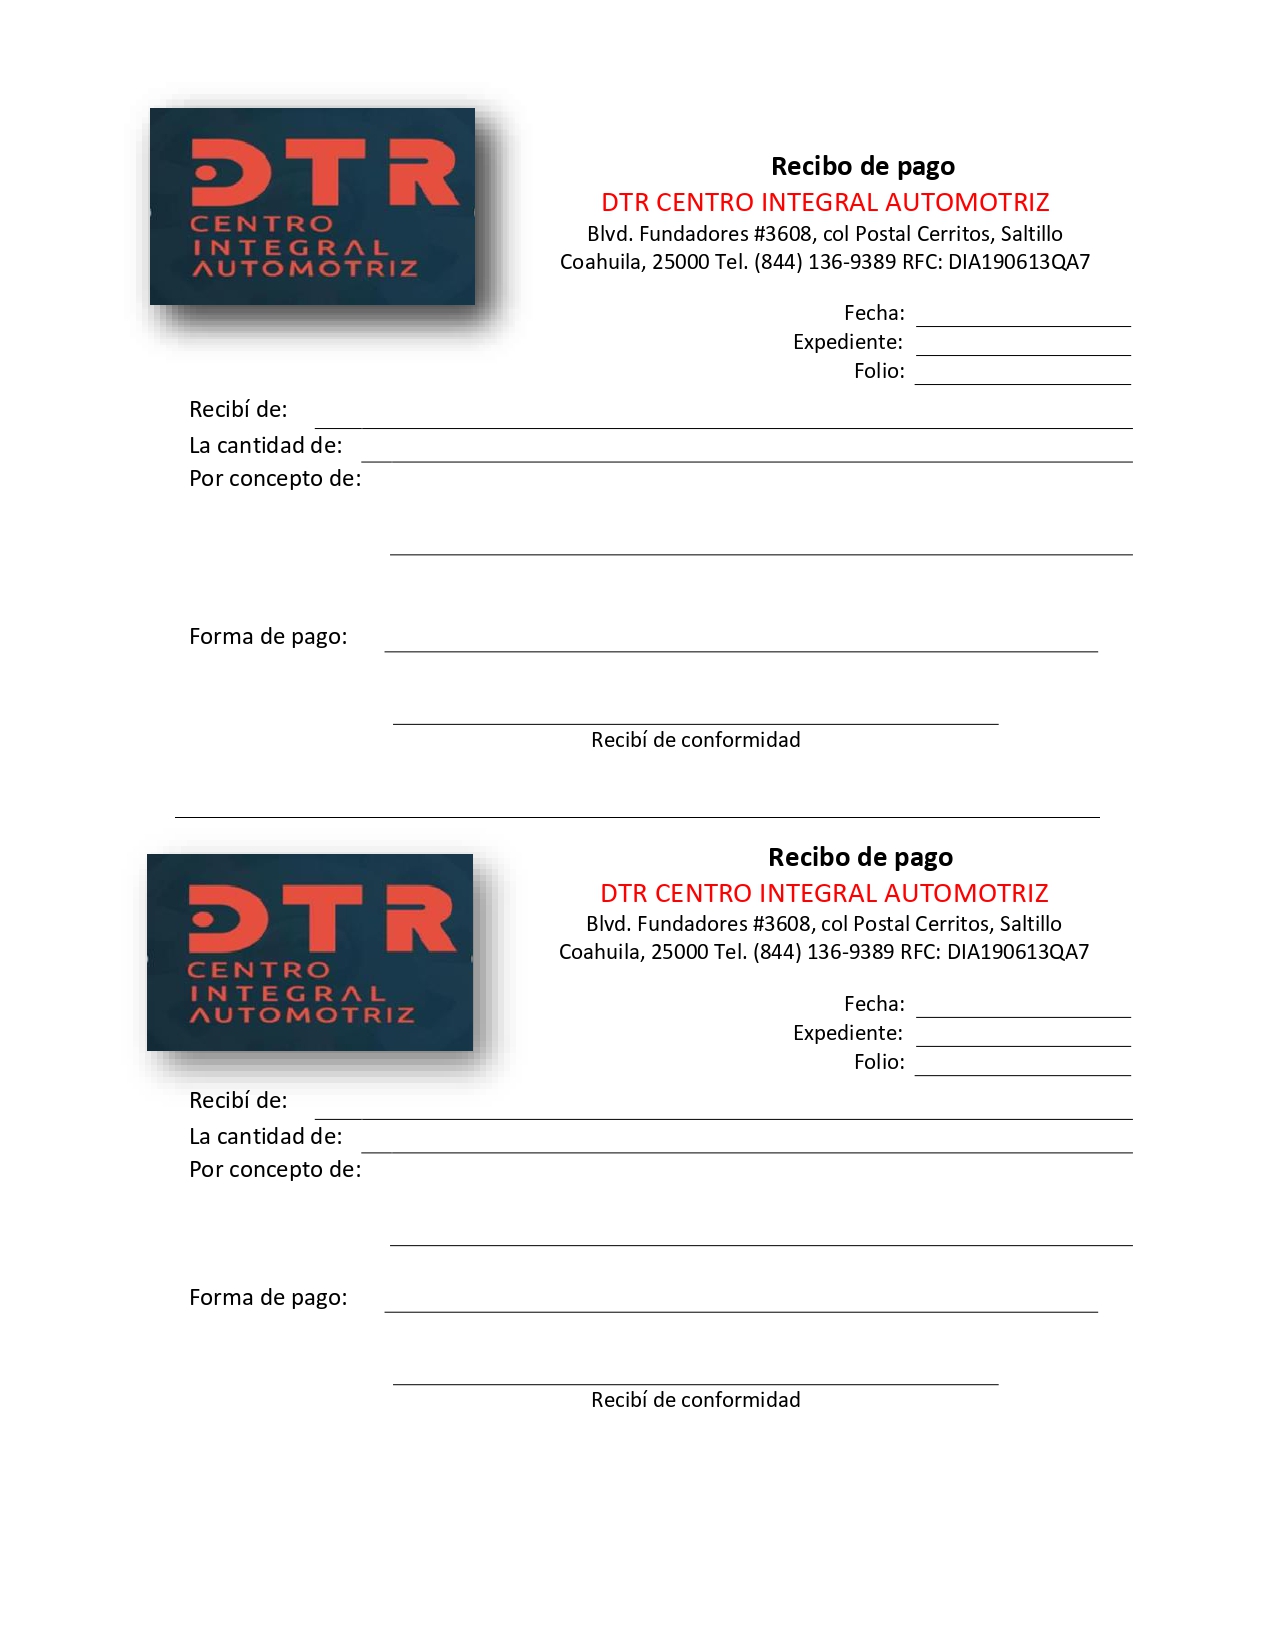 DTR
CENTRO
INTEGRAL
AUTOMOTRIZ
Recibo de pago
DTR CENTRO INTEGRAL AUTOMOTRIZ
Blvd. Fundadores #3608, col Postal Cerritos, Saltillo
Coahuila, 25000 Tel. (844) 136-9389 RFC: DIA190613QA7
Fecha:
Expediente:
Folio:
Recibí de:
La cantidad de:
Por concepto de:
Forma de pago:
Recibí de conformidad
DTR
CENTRO
INTEGRAL
AUTOMOTRIZ
Recibo de pago
DTR CENTRO INTEGRAL AUTOMOTRIZ
Blvd. Fundadores #3608, col Postal Cerritos, Saltillo
Coahuila, 25000 Tel. (844) 136-9389 RFC: DIA190613QA7
Fecha:
Expediente:
Folio:
Recibí de:
La cantidad de:
Por concepto de:
Forma de pago:
Recibí de conformidad